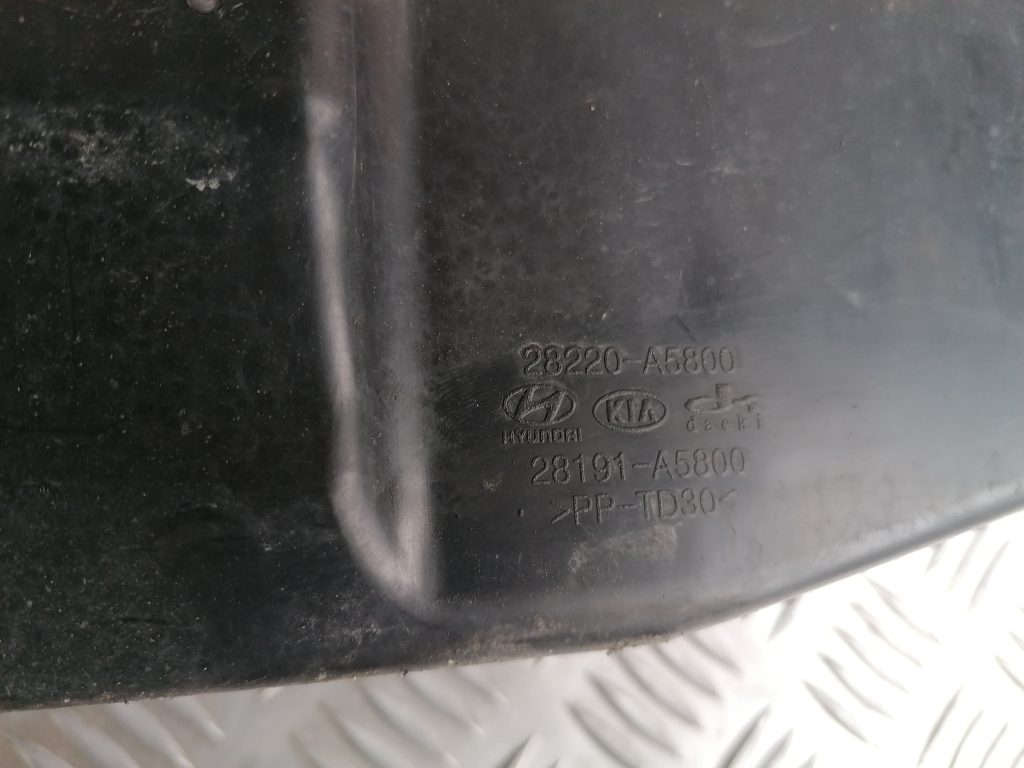 28220-A5800
HYUNDAI KIA daeki
28191-A5800
>PP-TD30<